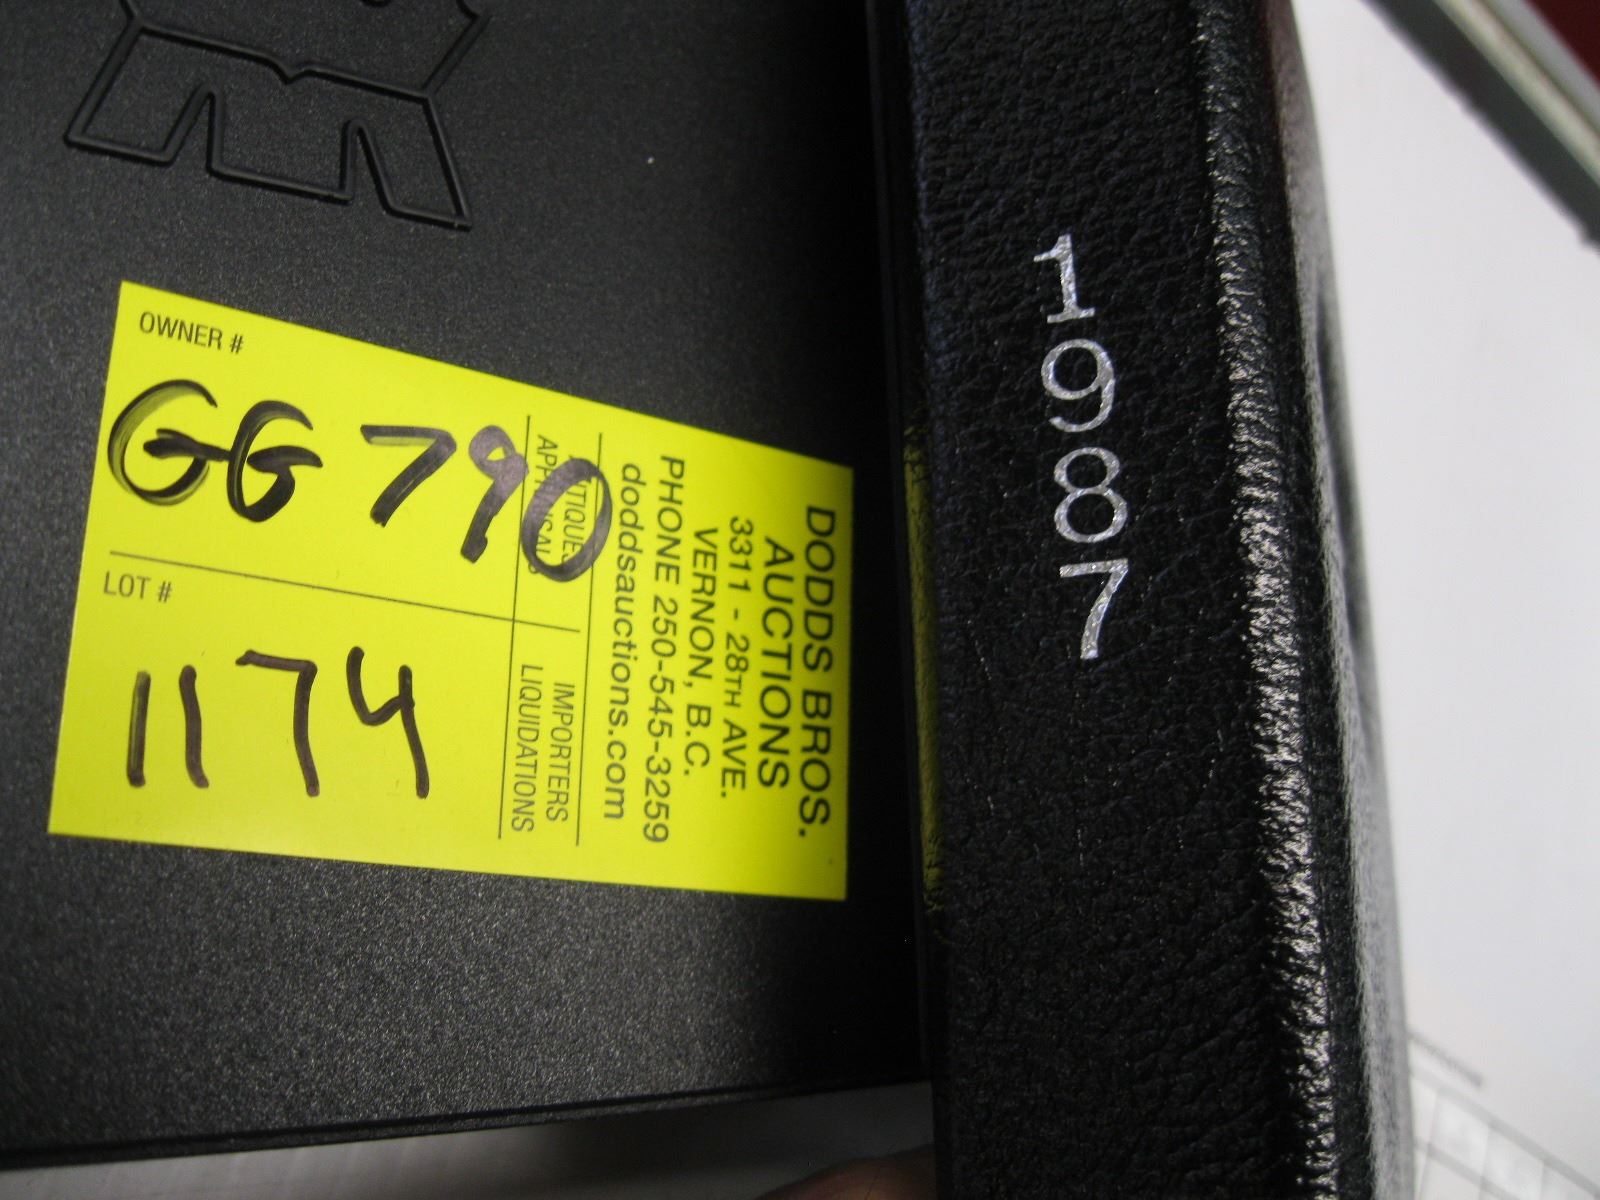 DODDS BROS.
AUCTIONS
3311 - 28TH AVE.
VERNON, B.C.
PHONE 250-545-3259
doddsauctions.com
IMPORTERS
LIQUIDATIONS
OWNER #
GG 790
LOT #
1174
1987